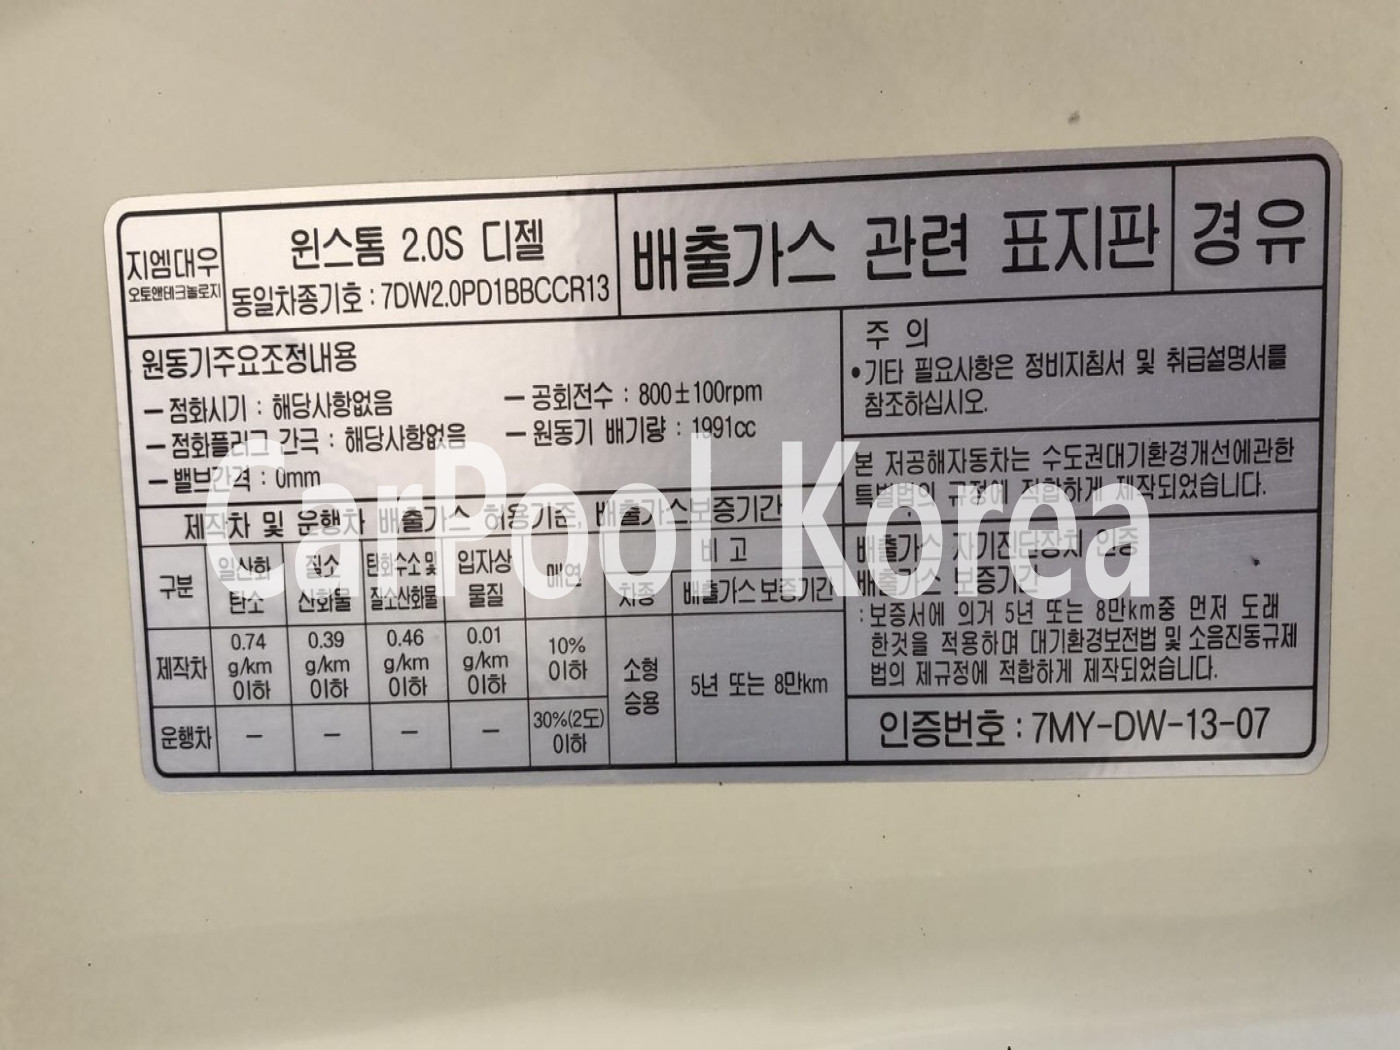 지엠대우
오토앤테크놀로지
윈스톰 2.0S 디젤
동일차종기호 : 7DW2.0PD1BBCCR13
배출가스 관련 표지판
경유
원동기주요조정내용
– 점화시기 : 해당사항없음
– 점화플러그 간극 : 해당사항없음
– 밸브간격 : 0mm
– 공회전수 : 800±100rpm
– 원동기 배기량 : 1991cc
주 의
•기타 필요사항은 정비지침서 및 취급설명서를
참조하십시오.
본 저공해자동차는 수도권대기환경개선에관한
특별법의 규정에 적합하게 제작되었습니다.
제작차 및 운행차 배출가스 허용기준, 배출가스보증기간
구분
일산화
탄소
질소
산화물
탄화수소 및
질소산화물
입자상
물질
매연
비 고
차종
배출가스 보증기간
제작차
0.74
g/km
이하
0.39
g/km
이하
0.46
g/km
이하
0.01
g/km
이하
10%
이하
소형
승용
5년 또는 8만km
운행차
–
–
–
–
30%(2도)
이하
배출가스 자기진단장치 인증
배출가스 보증기간
: 보증서에 의거 5년 또는 8만km중 먼저 도래
한것을 적용하며 대기환경보전법 및 소음진동규제
법의 제규정에 적합하게 제작되었습니다.
인증번호 : 7MY-DW-13-07
CarPool Korea